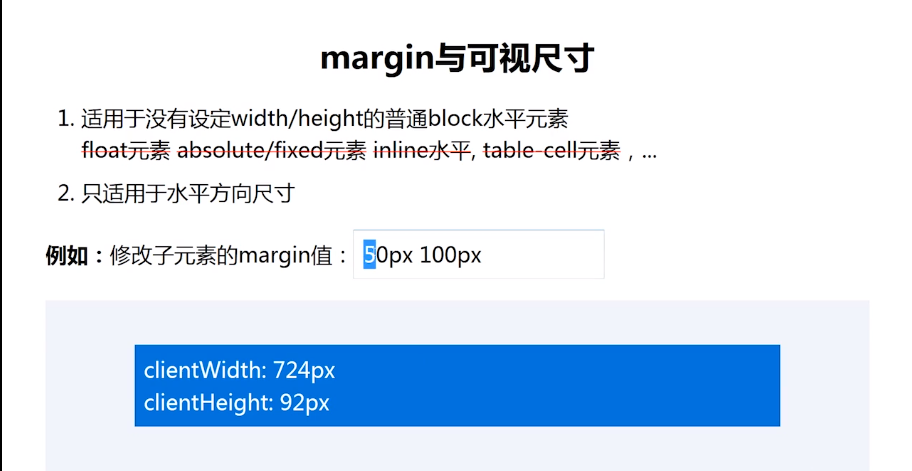 margin与可视尺寸
1. 适用于没有设定width/height的普通block水平元素
float元素 absolute/fixed元素 inline水平, table-cell元素，...
2. 只适用于水平方向尺寸
例如：修改子元素的margin值：50px 100px
clientWidth: 724px
clientHeight: 92px